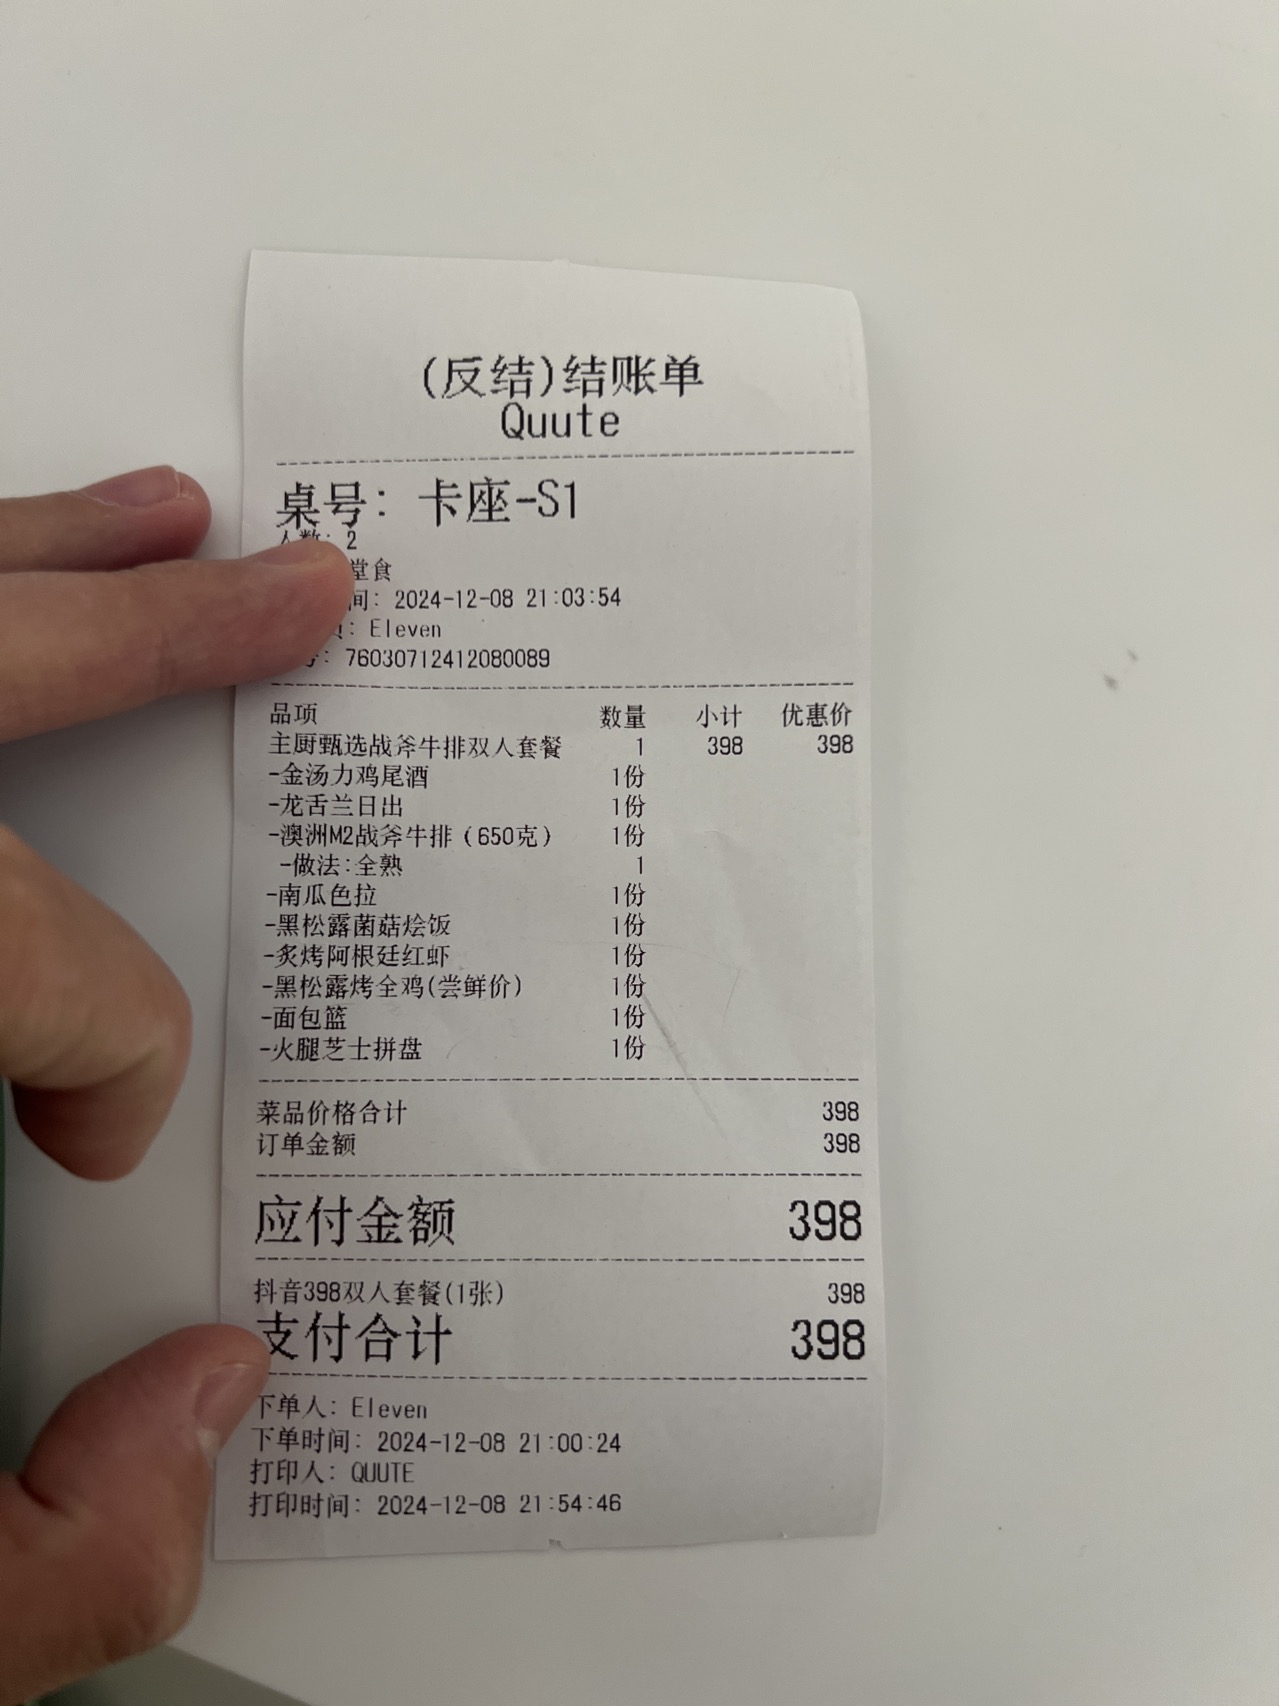 (反结)结账单
Quute
桌号: 卡座-S1
人数: 2
堂食
间: 2024-12-08 21:03:54
: Eleven
: 76030712412080089
品项 数量 小计 优惠价
主厨甄选战斧牛排双人套餐 1 398 398
-金汤力鸡尾酒 1份
-龙舌兰日出 1份
-澳洲M2战斧牛排（650克） 1份
-做法:全熟 1
-南瓜色拉 1份
-黑松露菌菇烩饭 1份
-炙烤阿根廷红虾 1份
-黑松露烤全鸡(尝鲜价) 1份
-面包篮 1份
-火腿芝士拼盘 1份
菜品价格合计 398
订单金额 398
应付金额 398
抖音398双人套餐(1张) 398
支付合计 398
下单人: Eleven
下单时间: 2024-12-08 21:00:24
打印人: QUUTE
打印时间: 2024-12-08 21:54:46